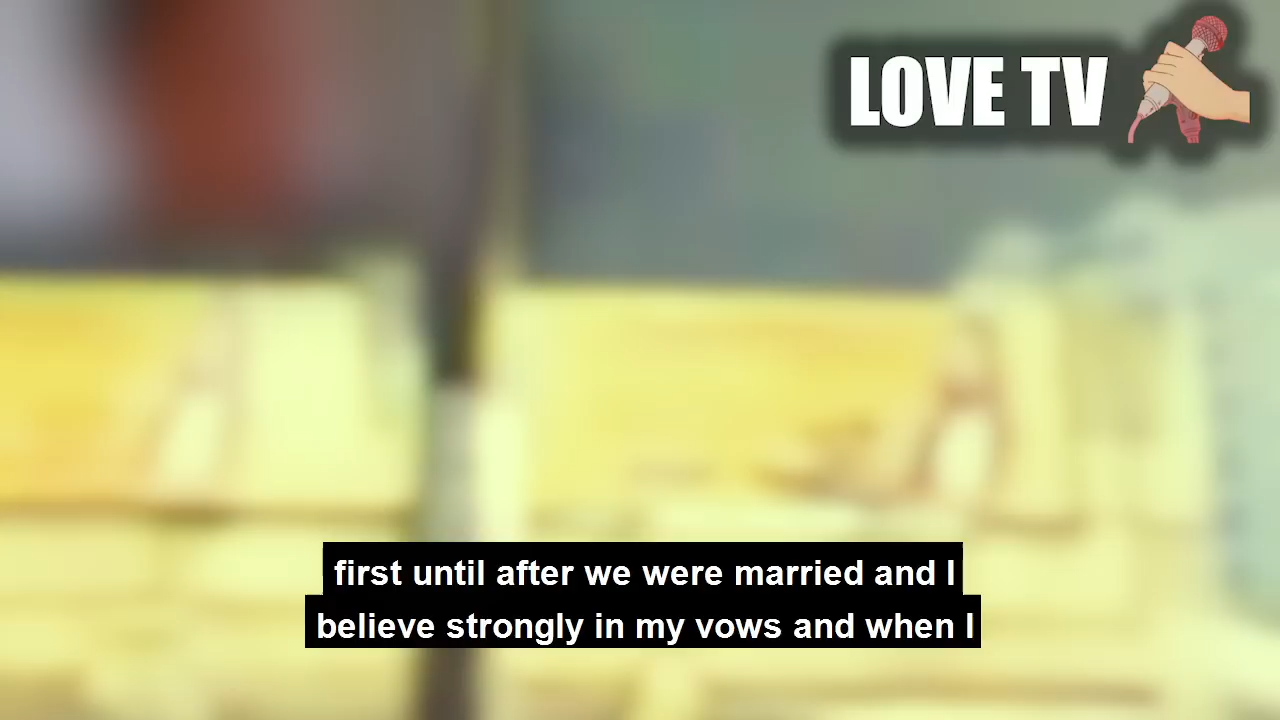 LOVE TV
first until after we were married and I
believe strongly in my vows and when I